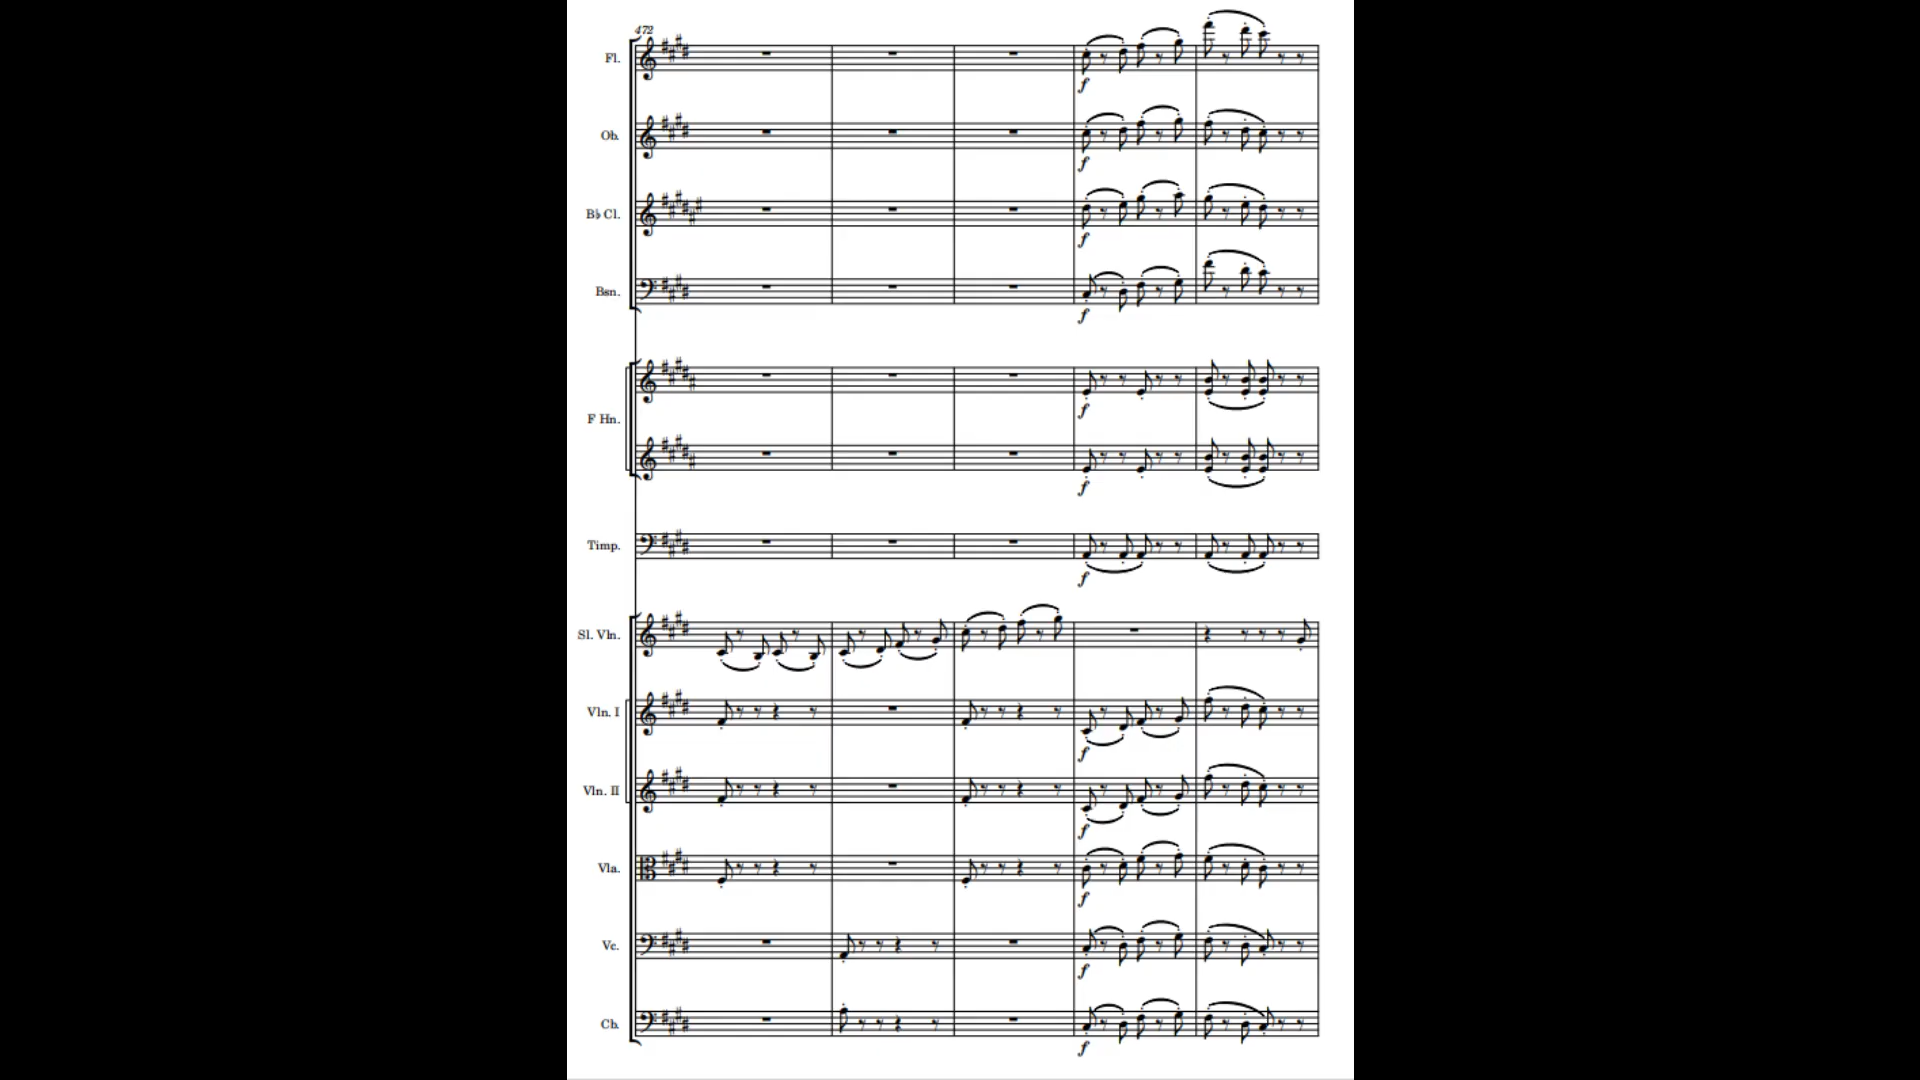 472
Fl.
f
Ob.
f
B♭ Cl.
f
Bsn.
f
F Hn.
f
f
Timp.
f
Sl. Vln.
Vln. I
f
Vln. II
f
Vla.
f
Vc.
f
Cb.
f